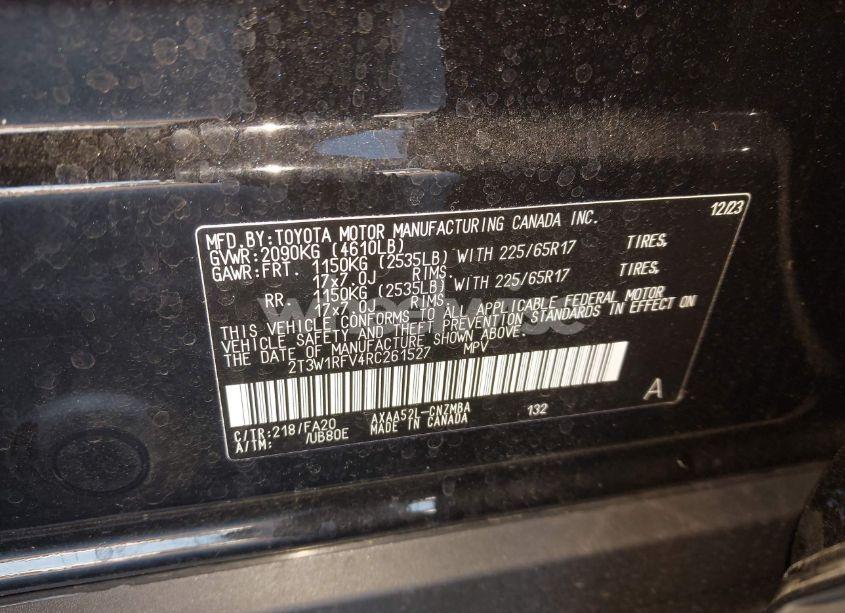 12/23
MFD.BY:TOYOTA MOTOR MANUFACTURING CANADA INC.
GVWR:2090KG (4610LB)
GAWR:FRT. 1150KG (2535LB) WITH 225/65R17 TIRES.
17x7.0J RIMS.
RR. 1150KG (2535LB) WITH 225/65R17 TIRES.
17x7.0J RIMS.
THIS VEHICLE CONFORMS TO ALL APPLICABLE FEDERAL MOTOR
VEHICLE SAFETY AND THEFT PREVENTION STANDARDS IN EFFECT ON
THE DATE OF MANUFACTURE SHOWN ABOVE.
2T3W1RFV4RC261527 MPV
A
C/TR:218/FA20 AXAA52L-CNZMBA 132
A/TM: /UB80E MADE IN CANADA